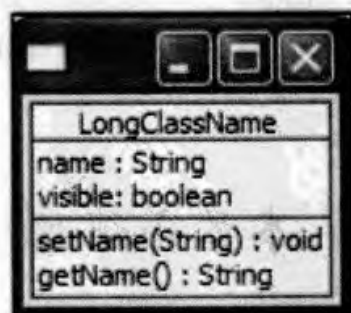 LongClassName
name : String
visible: boolean
setName(String) : void
getName() : String